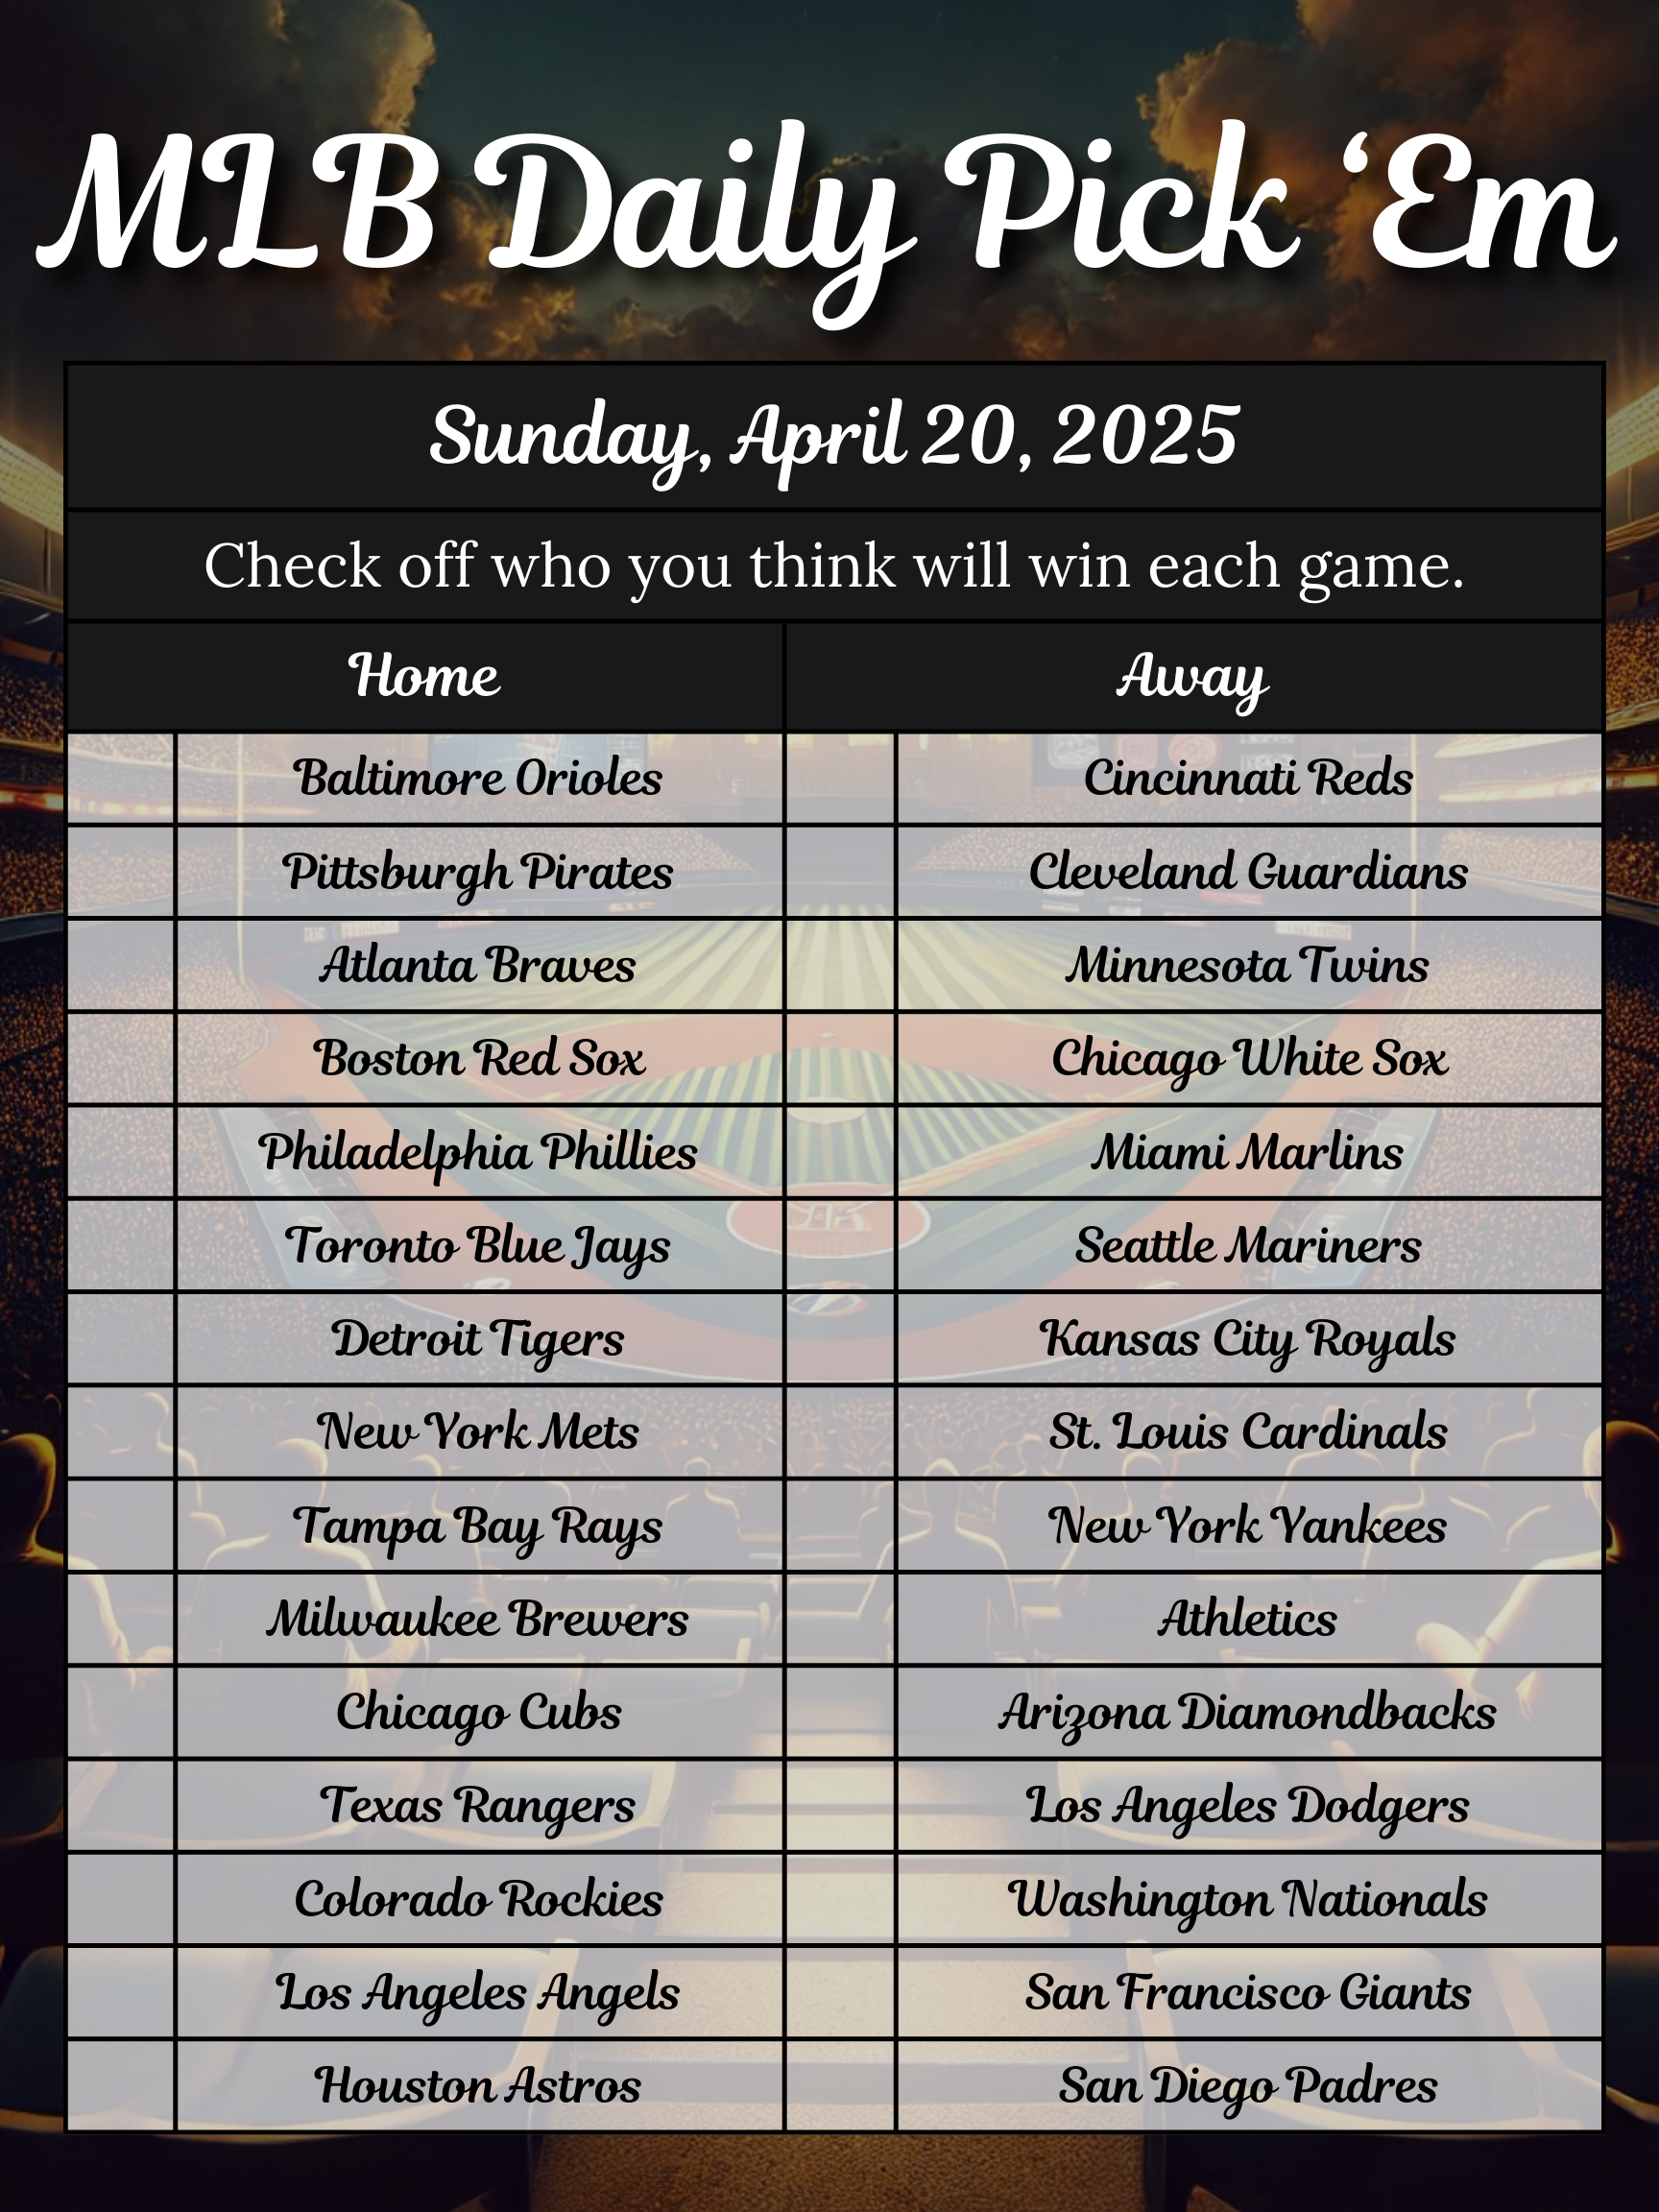 MLB Daily Pick ‘Em
Sunday, April 20, 2025
Check off who you think will win each game.
Home Away
Baltimore Orioles Cincinnati Reds
Pittsburgh Pirates Cleveland Guardians
Atlanta Braves Minnesota Twins
Boston Red Sox Chicago White Sox
Philadelphia Phillies Miami Marlins
Toronto Blue Jays Seattle Mariners
Detroit Tigers Kansas City Royals
New York Mets St. Louis Cardinals
Tampa Bay Rays New York Yankees
Milwaukee Brewers Athletics
Chicago Cubs Arizona Diamondbacks
Texas Rangers Los Angeles Dodgers
Colorado Rockies Washington Nationals
Los Angeles Angels San Francisco Giants
Houston Astros San Diego Padres